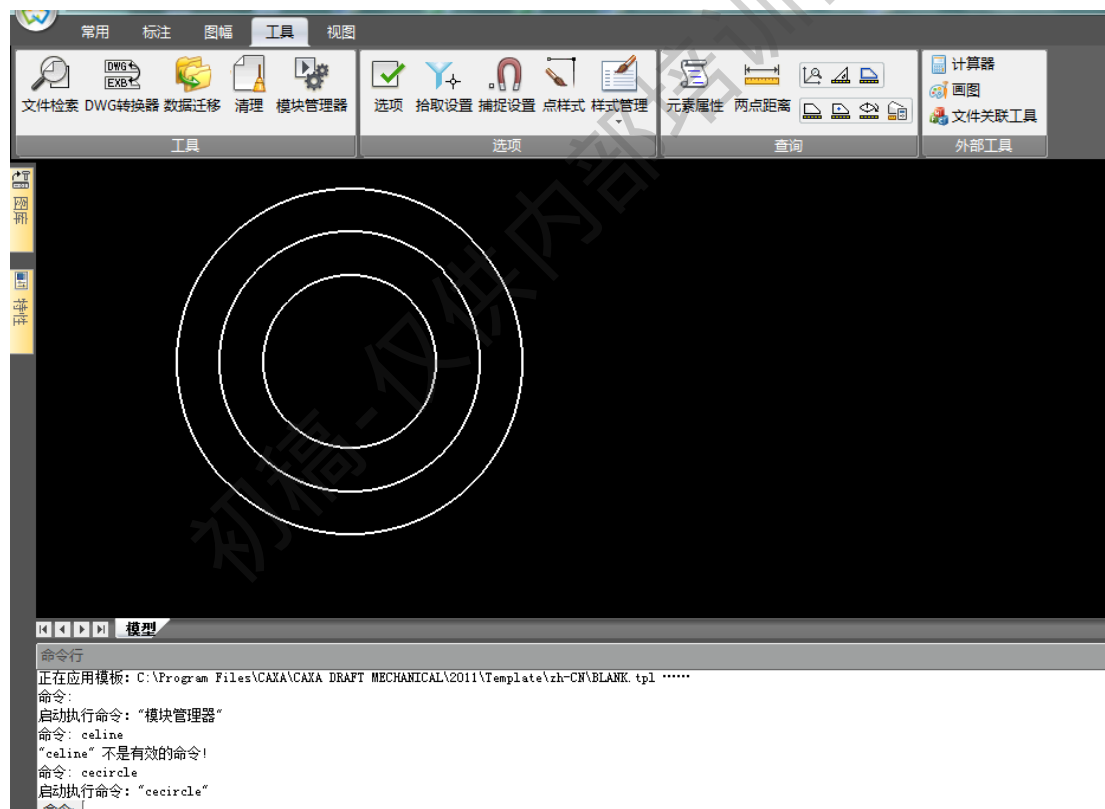 常用 标注 图幅 工具 视图
DWG
EXB
文件检索 DWG转换器 数据迁移 清理 模块管理器
选项 拾取设置 捕捉设置 点样式 样式管理
元素属性 两点距离
计算器
画图
文件关联工具
工具 选项 查询 外部工具
图库
特性
初稿-仅供内部培训
模型
命令行
正在应用模板: C:\Program Files\CAXA\CAXA DRAFT MECHANICAL\2011\Template\zh-CN\BLANK.tpl ……
命令:
启动执行命令: "模块管理器"
命令: celine
"celine" 不是有效的命令!
命令: cecircle
启动执行命令: "cecircle"
命令: